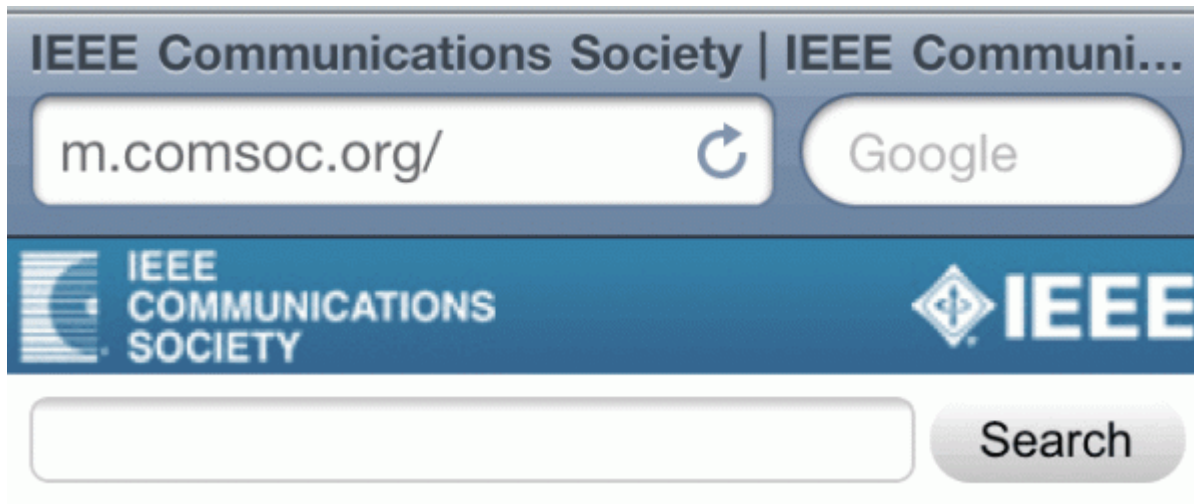 IEEE Communications Society | IEEE Communi...
m.comsoc.org/ Google
IEEE
COMMUNICATIONS
SOCIETY
IEEE
Search